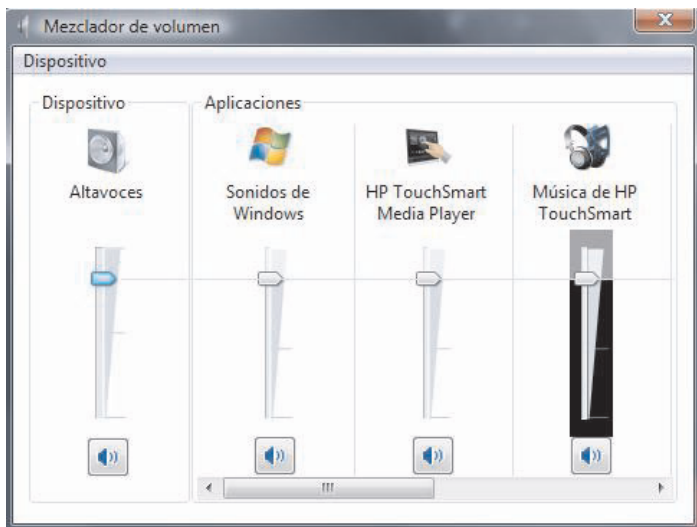 Mezclador de volumen
Dispositivo
Dispositivo
Aplicaciones
Altavoces
Sonidos de
Windows
HP TouchSmart
Media Player
Música de HP
TouchSmart